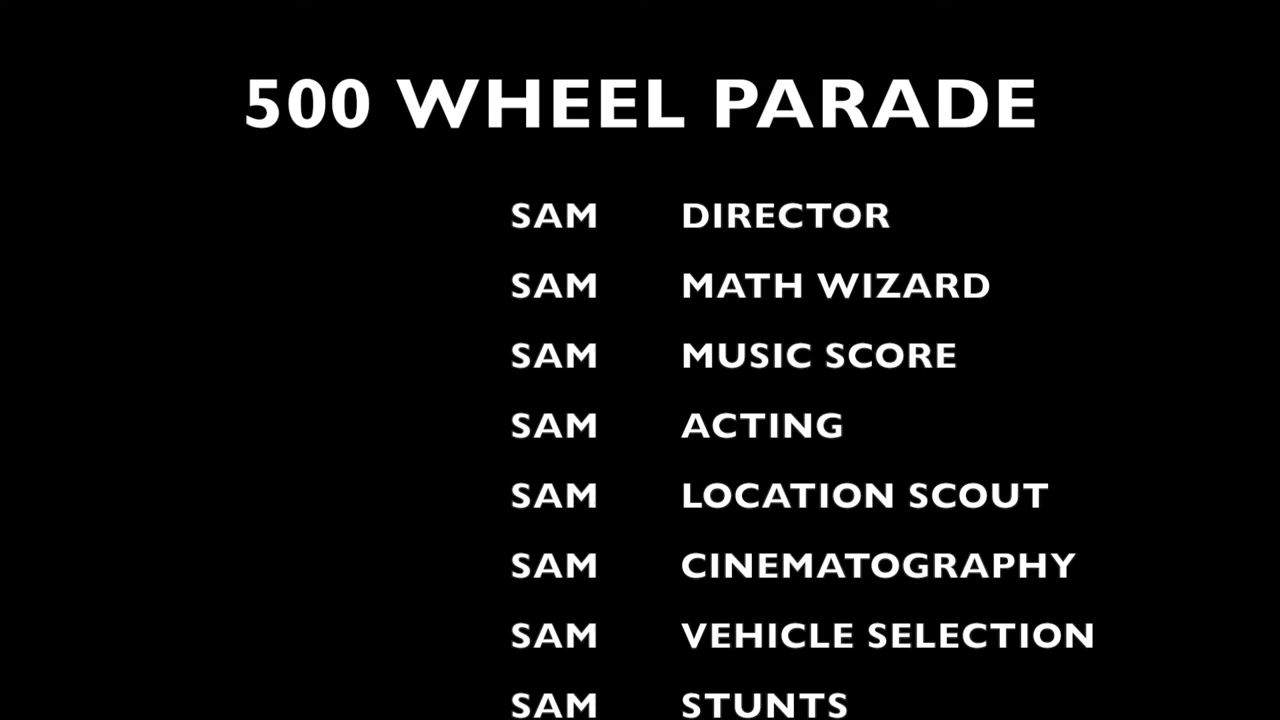 500 WHEEL PARADE
SAM DIRECTOR
SAM MATH WIZARD
SAM MUSIC SCORE
SAM ACTING
SAM LOCATION SCOUT
SAM CINEMATOGRAPHY
SAM VEHICLE SELECTION
SAM STUNTS